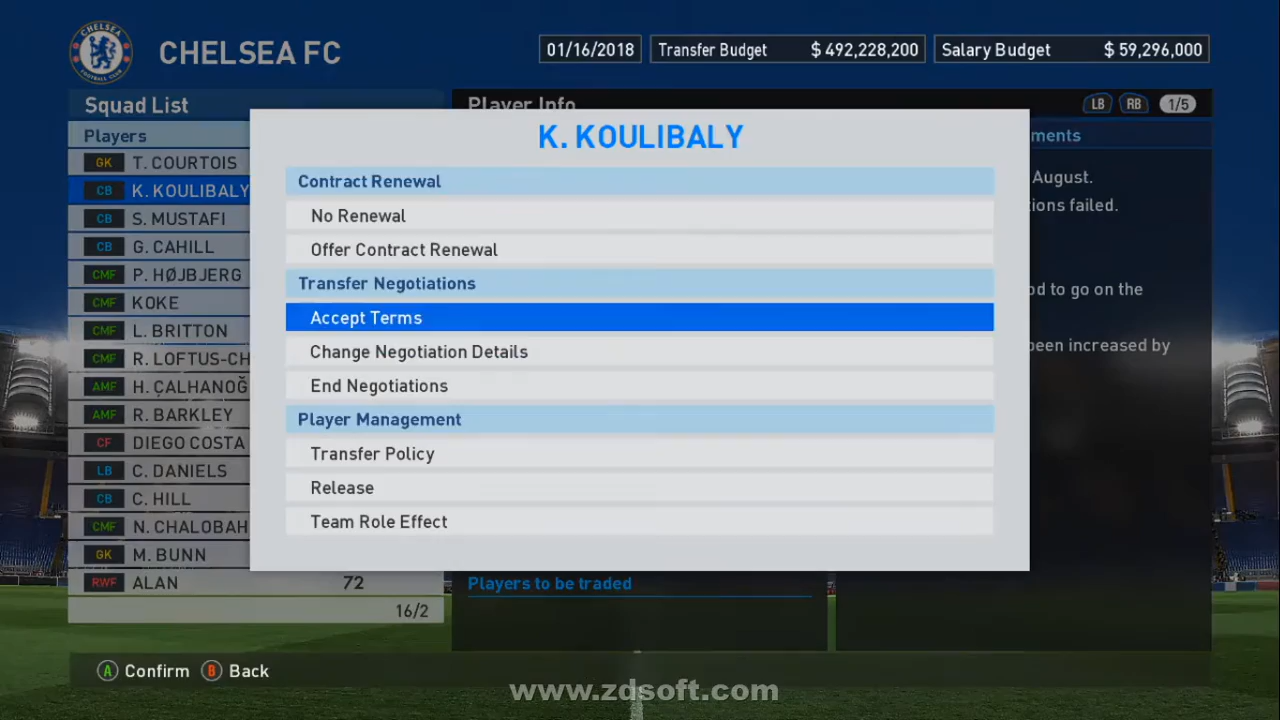 CHELSEA FC
01/16/2018
Transfer Budget $ 492,228,200
Salary Budget $ 59,296,000
Squad List
Player Info
LB RB 1/5
Players
GK T. COURTOIS
CB K. KOULIBALY
CB S. MUSTAFI
CB G. CAHILL
CMF P. HØJBJERG
CMF KOKE
CMF L. BRITTON
CMF R. LOFTUS-CH
AMF H. ÇALHANOĞ
AMF R. BARKLEY
CF DIEGO COSTA
LB C. DANIELS
CB C. HILL
CMF N. CHALOBAH
GK M. BUNN
RWF ALAN 72
16/2
K. KOULIBALY
Contract Renewal
No Renewal
Offer Contract Renewal
Transfer Negotiations
Accept Terms
Change Negotiation Details
End Negotiations
Player Management
Transfer Policy
Release
Team Role Effect
ments
August.
ions failed.
od to go on the
been increased by
Players to be traded
A Confirm B Back
www.zdsoft.com